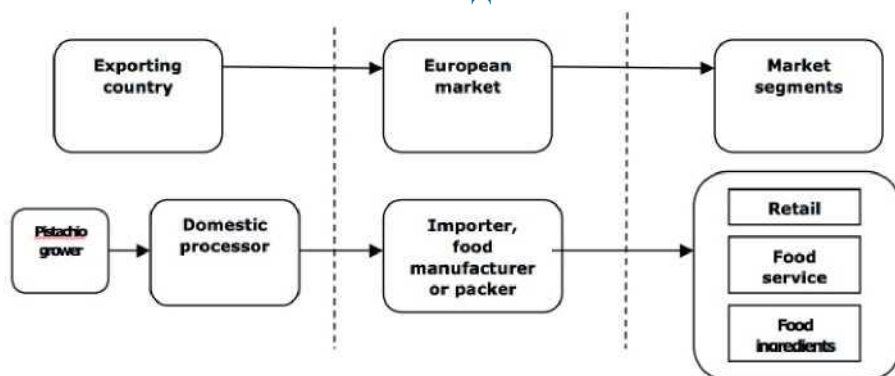 Exporting
country
European
market
Market
segments
Pistachio
grower
Domestic
processor
Importer,
food
manufacturer
or packer
Retail
Food
service
Food
ingredients